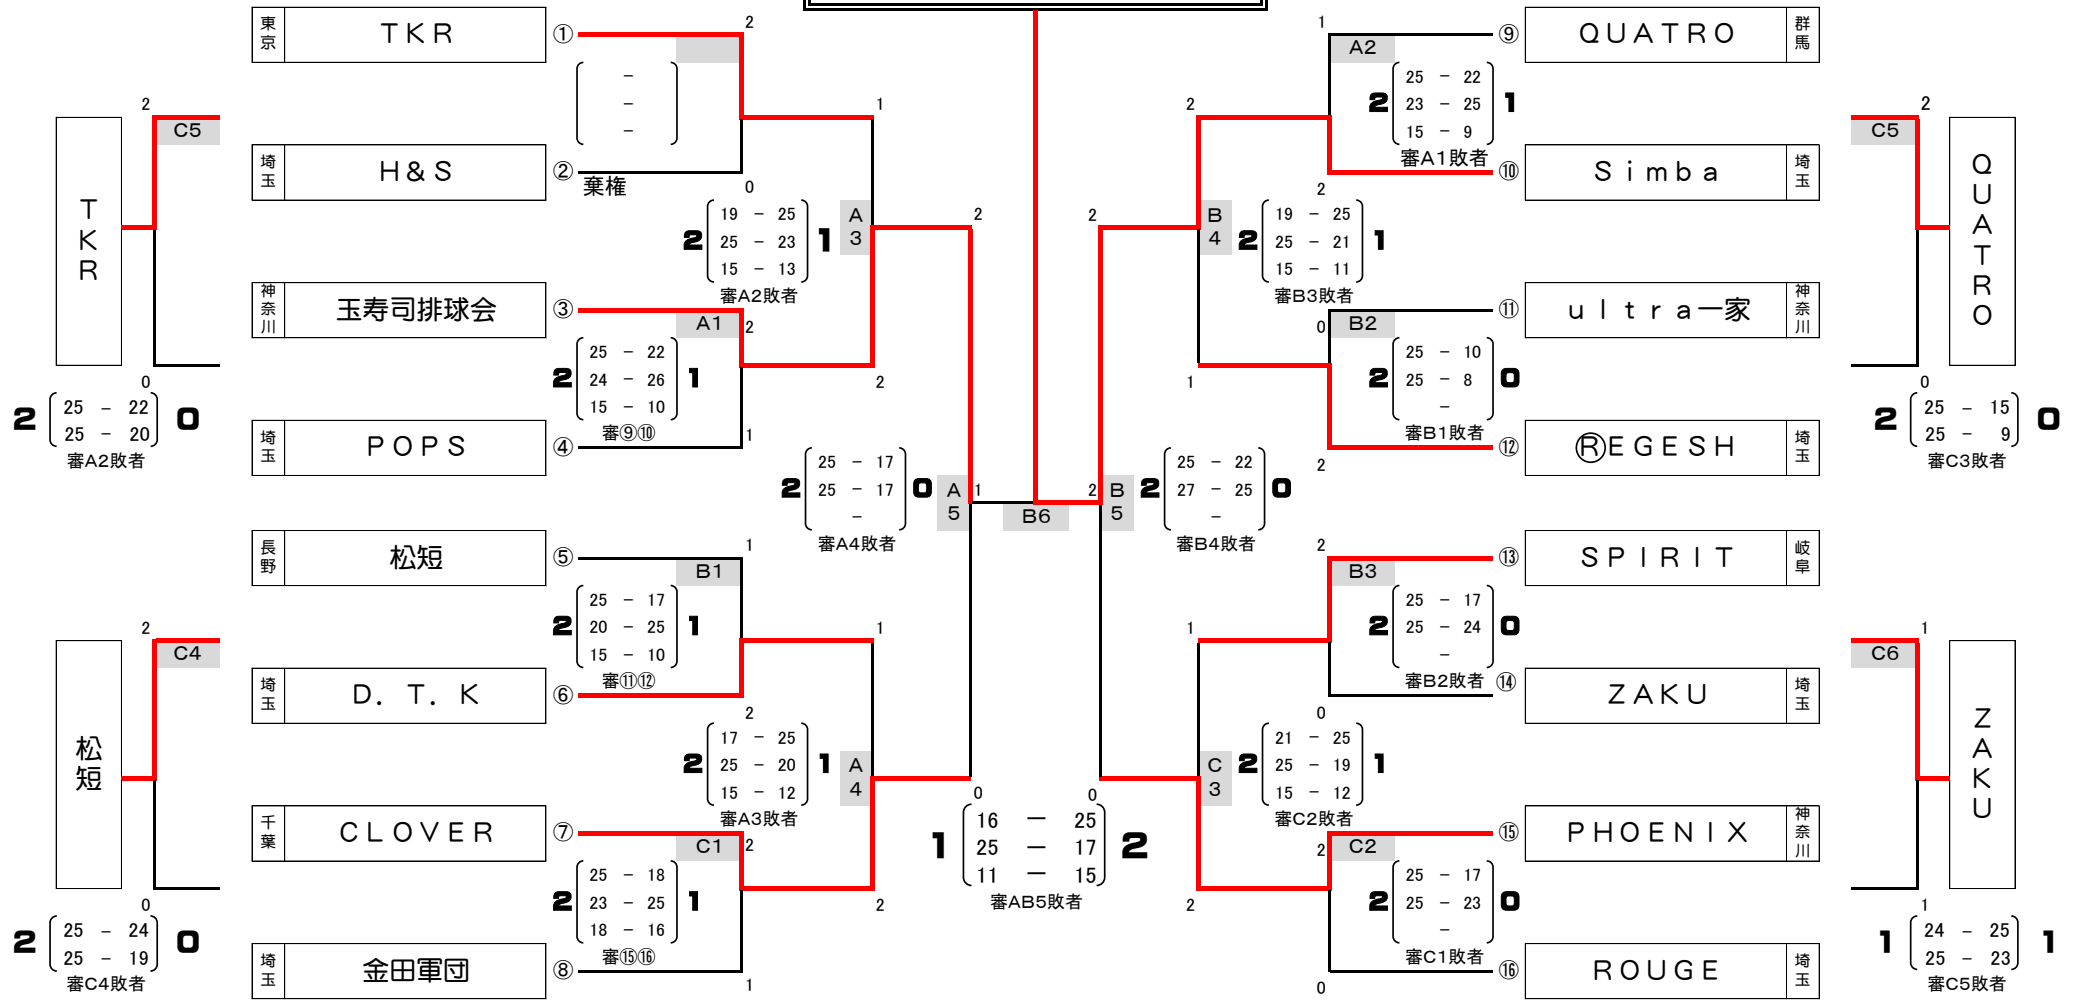 東京 TKR ①
2
棄権
埼玉 H&S ②
0
神奈川 玉寿司排球会 ③
A1 2
25 - 22
2 24 - 26 1
15 - 10
審⑨⑩
埼玉 POPS ④
1
1
A3
19 - 25
2 25 - 23 1
15 - 13
審A2敗者
2
長野 松短 ⑤
1
B1
25 - 17
2 20 - 25 1
15 - 10
審⑪⑫
埼玉 D.T.K ⑥
2
千葉 CLOVER ⑦
C1 2
25 - 18
2 23 - 25 1
18 - 16
審⑮⑯
埼玉 金田軍団 ⑧
1
1
A4
17 - 25
2 25 - 20 1
15 - 12
審A3敗者
2
2
A5
25 - 17
2 25 - 17 0
-
審A4敗者
0
1 B6 2
16 - 25
1 25 - 17 2
11 - 15
審AB5敗者
2
B5
25 - 22
2 27 - 25 0
-
審B4敗者
0
2
B4
19 - 25
2 25 - 21 1
15 - 11
審B3敗者
1
1
C3
21 - 25
2 25 - 19 1
15 - 12
審C2敗者
2
1
⑨ QUATRO 群馬
A2
25 - 22
2 23 - 25 1
15 - 9
審A1敗者
⑩ Simba 埼玉
2
⑪ ultra一家 神奈川
0 B2
25 - 10
2 25 - 8 0
-
審B1敗者
⑫ ⓇEGESH 埼玉
2
2
⑬ SPIRIT 岐阜
B3
25 - 17
2 25 - 24 0
-
審B2敗者
⑭ ZAKU 埼玉
0
⑮ PHOENIX 神奈川
2 C2
25 - 17
2 25 - 23 0
-
審C1敗者
⑯ ROUGE 埼玉
0
TKR
2
C5
0
25 - 22
2 25 - 20 0
審A2敗者
松短
2
C4
0
25 - 24
2 25 - 19 0
審C4敗者
QUATRO
2
C5
0
25 - 15
2 25 - 9 0
審C3敗者
ZAKU
1
C6
1
24 - 25
1 25 - 23 1
審C5敗者